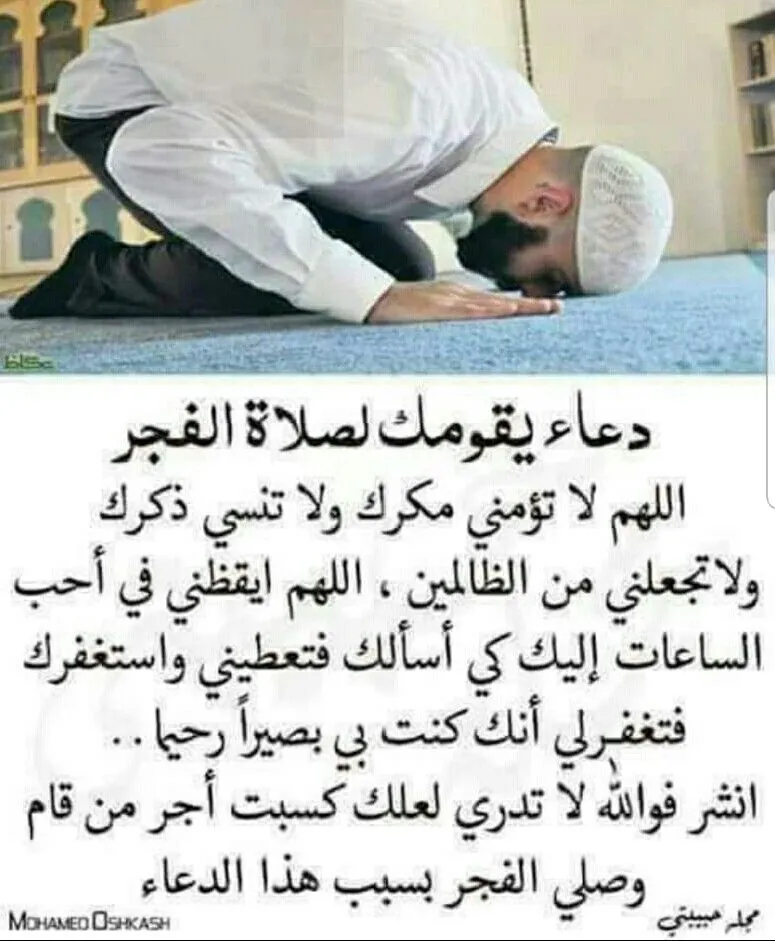 عكاظ
دعاء يقومك لصلاة الفجر
اللهم لا تؤمني مكرك ولا تنسي ذكرك
ولاتجعلني من الظالمين ، اللهم ايقظني في أحب
الساعات إليك كي أسألك فتعطيني واستغفرك
فتغفرلي أنك كنت بي بصيراً رحيما ..
انشر فوالله لا تدري لعلك كسبت أجر من قام
وصلي الفجر بسبب هذا الدعاء
مجلة حبيبتي
MOHAMED OSHKASH